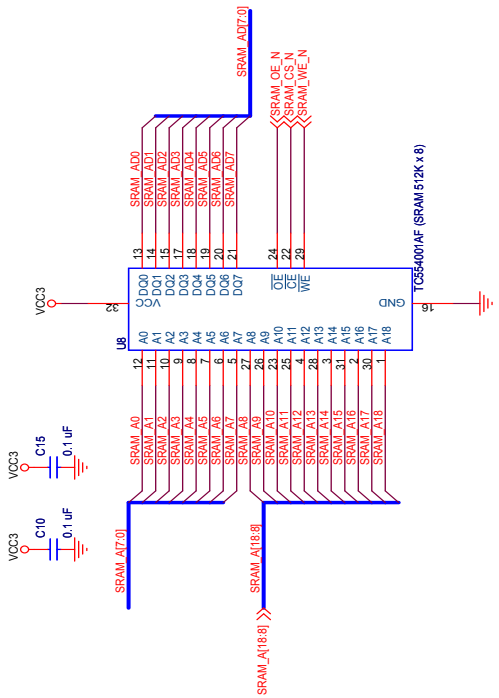 VCC3
C10
0.1 uF
VCC3
C15
0.1 uF
VCC3
32
U8
VCC
SRAM_A[7:0]
SRAM_A0 12 A0 DQ0 13 SRAM_AD0
SRAM_A1 11 A1 DQ1 14 SRAM_AD1
SRAM_A2 10 A2 DQ2 15 SRAM_AD2
SRAM_A3 9 A3 DQ3 17 SRAM_AD3
SRAM_A4 8 A4 DQ4 18 SRAM_AD4
SRAM_A5 7 A5 DQ5 19 SRAM_AD5
SRAM_A6 6 A6 DQ6 20 SRAM_AD6
SRAM_A7 5 A7 DQ7 21 SRAM_AD7
SRAM_AD[7:0]
SRAM_A8 27 A8
SRAM_A[18:8]
SRAM_A[18:8]
SRAM_A9 26 A9
SRAM_A10 23 A10 OE 24 SRAM_OE_N
SRAM_A11 25 A11 CE 22 SRAM_CS_N
SRAM_A12 4 A12 WE 29 SRAM_WE_N
SRAM_A13 28 A13
SRAM_A14 3 A14
SRAM_A15 31 A15
SRAM_A16 2 A16
SRAM_A17 30 A17
SRAM_A18 1 A18
GND
16
TC554001AF (SRAM 512K x 8)